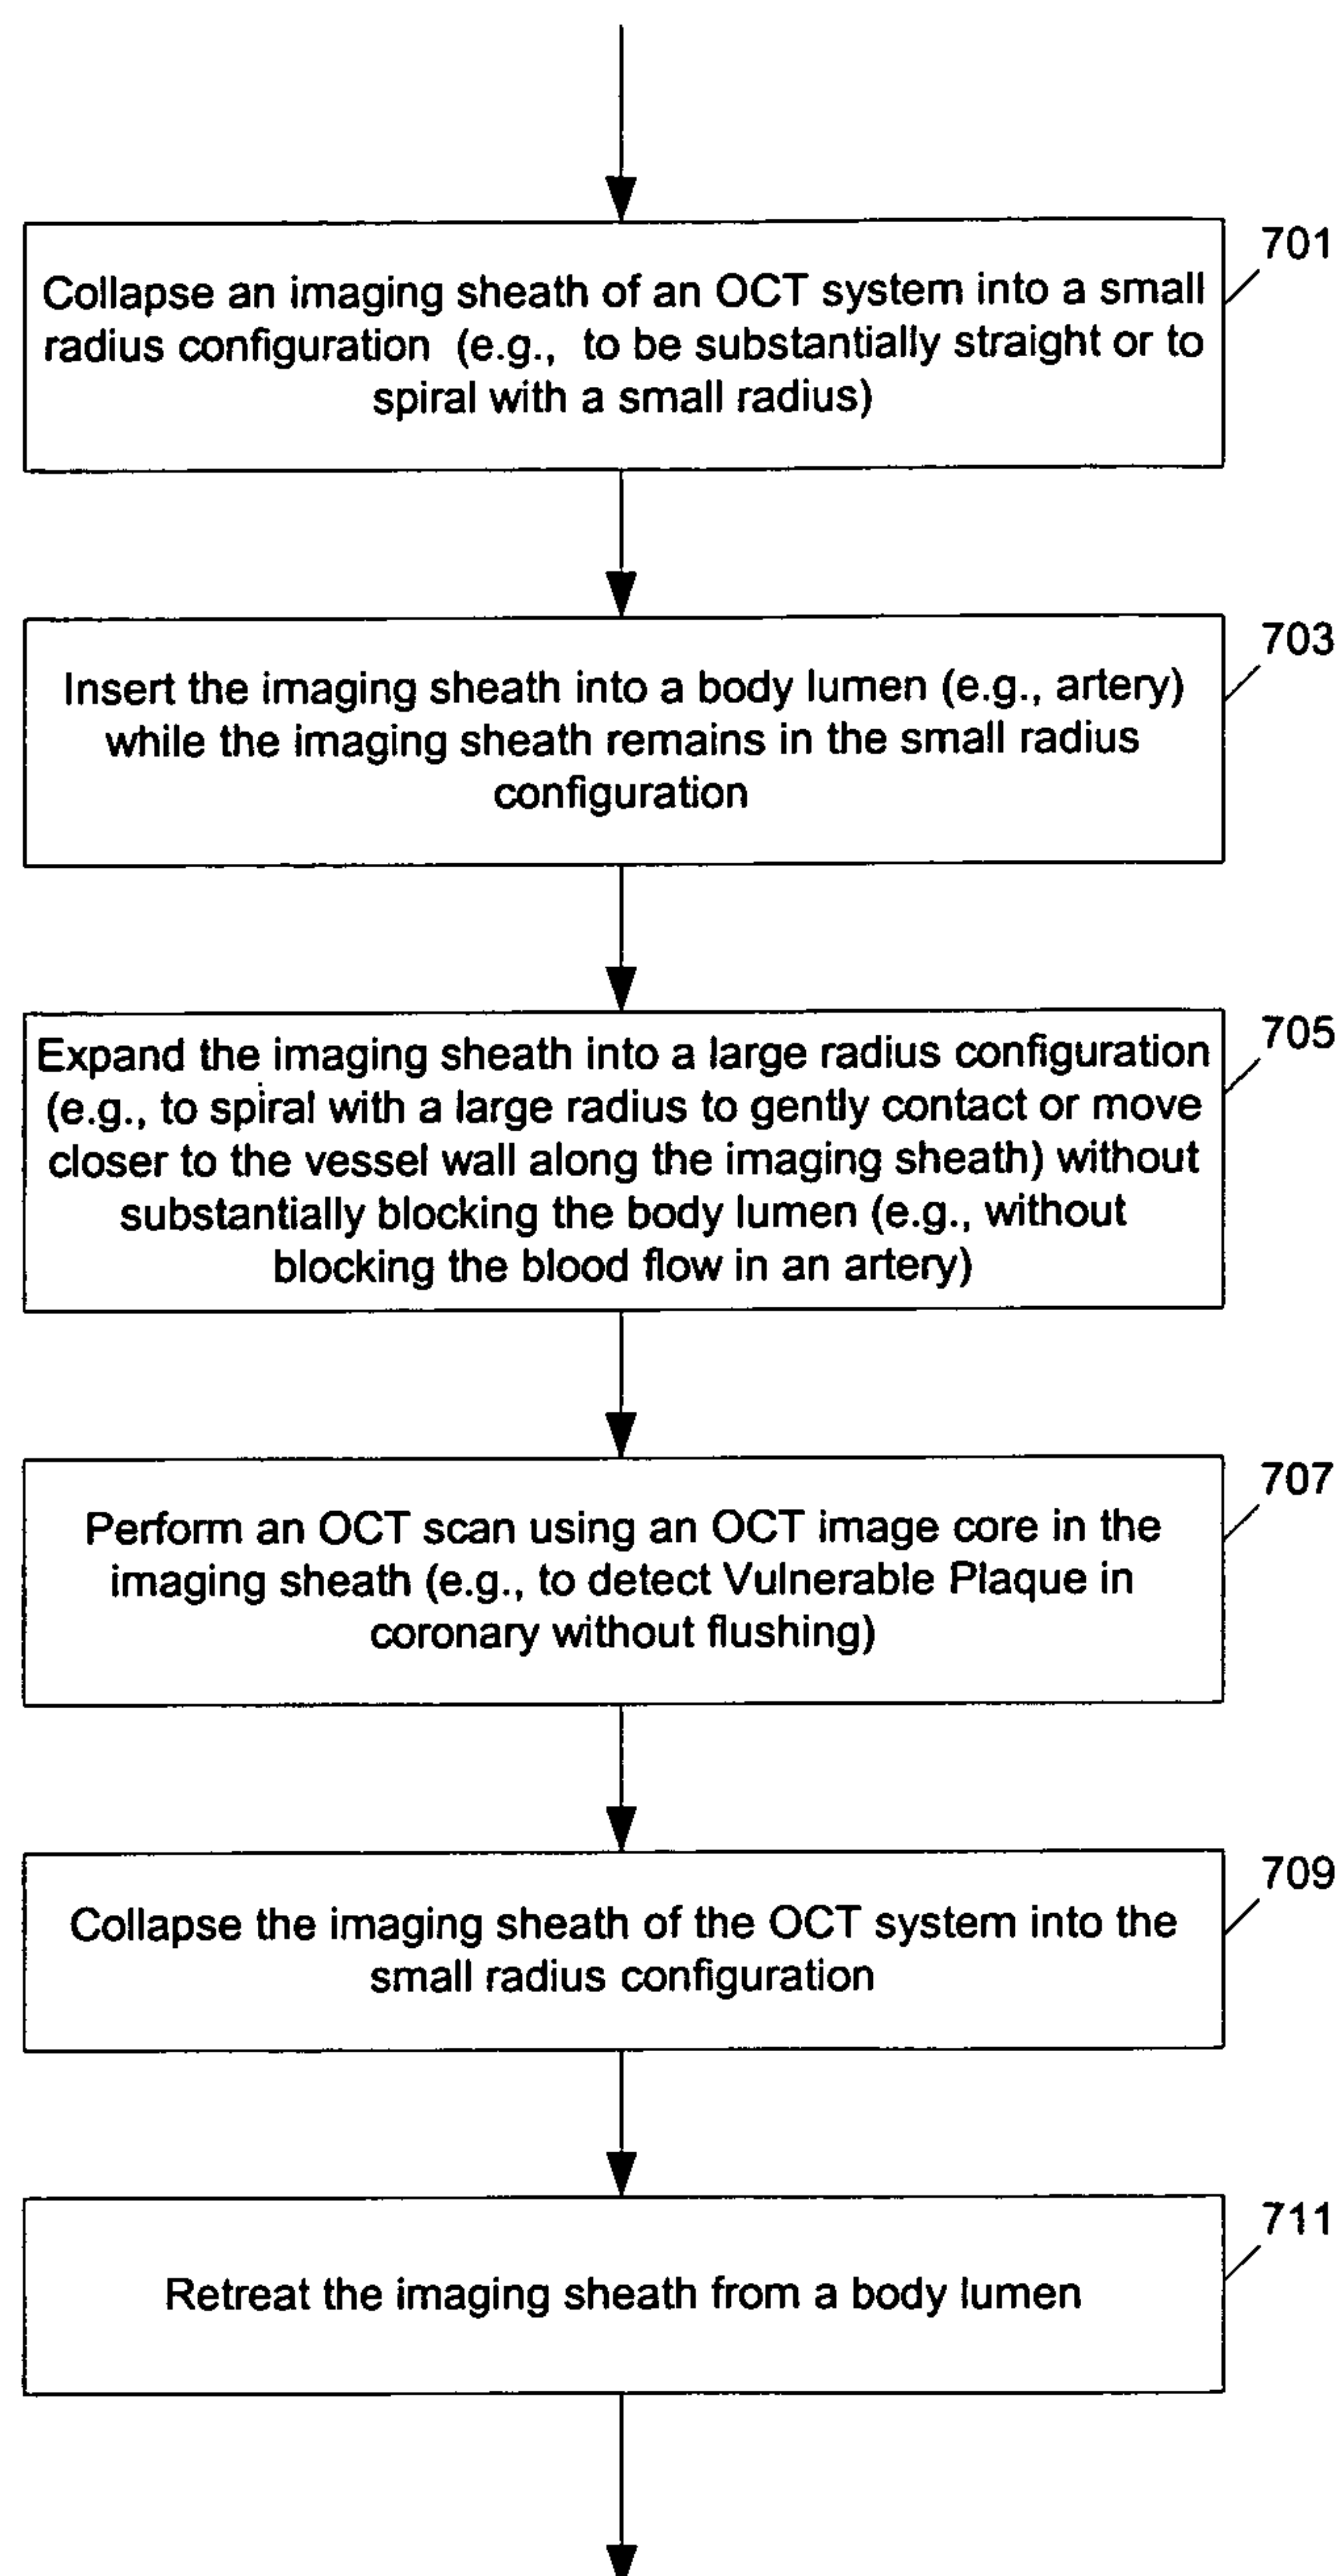 701
Collapse an imaging sheath of an OCT system into a small
radius configuration (e.g., to be substantially straight or to
spiral with a small radius)
703
Insert the imaging sheath into a body lumen (e.g., artery)
while the imaging sheath remains in the small radius
configuration
705
Expand the imaging sheath into a large radius configuration
(e.g., to spiral with a large radius to gently contact or move
closer to the vessel wall along the imaging sheath) without
substantially blocking the body lumen (e.g., without
blocking the blood flow in an artery)
707
Perform an OCT scan using an OCT image core in the
imaging sheath (e.g., to detect Vulnerable Plaque in
coronary without flushing)
709
Collapse the imaging sheath of the OCT system into the
small radius configuration
711
Retreat the imaging sheath from a body lumen